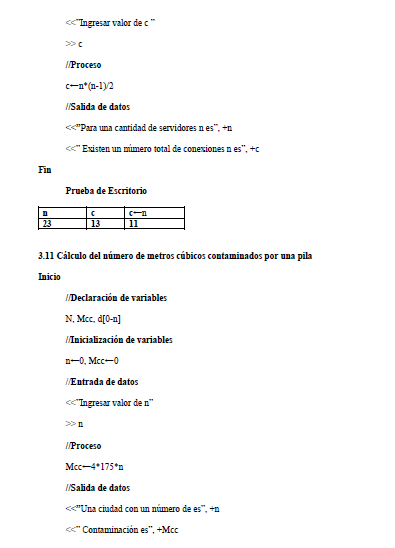 <<"Ingresar valor de c "
>> c
//Proceso
c←n*(n-1)/2
//Salida de datos
<<"Para una cantidad de servidores n es", +n
<<" Existen un número total de conexiones n es", +c
Fin
Prueba de Escritorio
n c c←n
23 13 11
3.11 Cálculo del número de metros cúbicos contaminados por una pila
Inicio
//Declaración de variables
N, Mcc, d[0-n]
//Inicialización de variables
n←0, Mcc←0
//Entrada de datos
<<"Ingresar valor de n"
>> n
//Proceso
Mcc←4*175*n
//Salida de datos
<<"Una ciudad con un número de es", +n
<<" Contaminación es", +Mcc